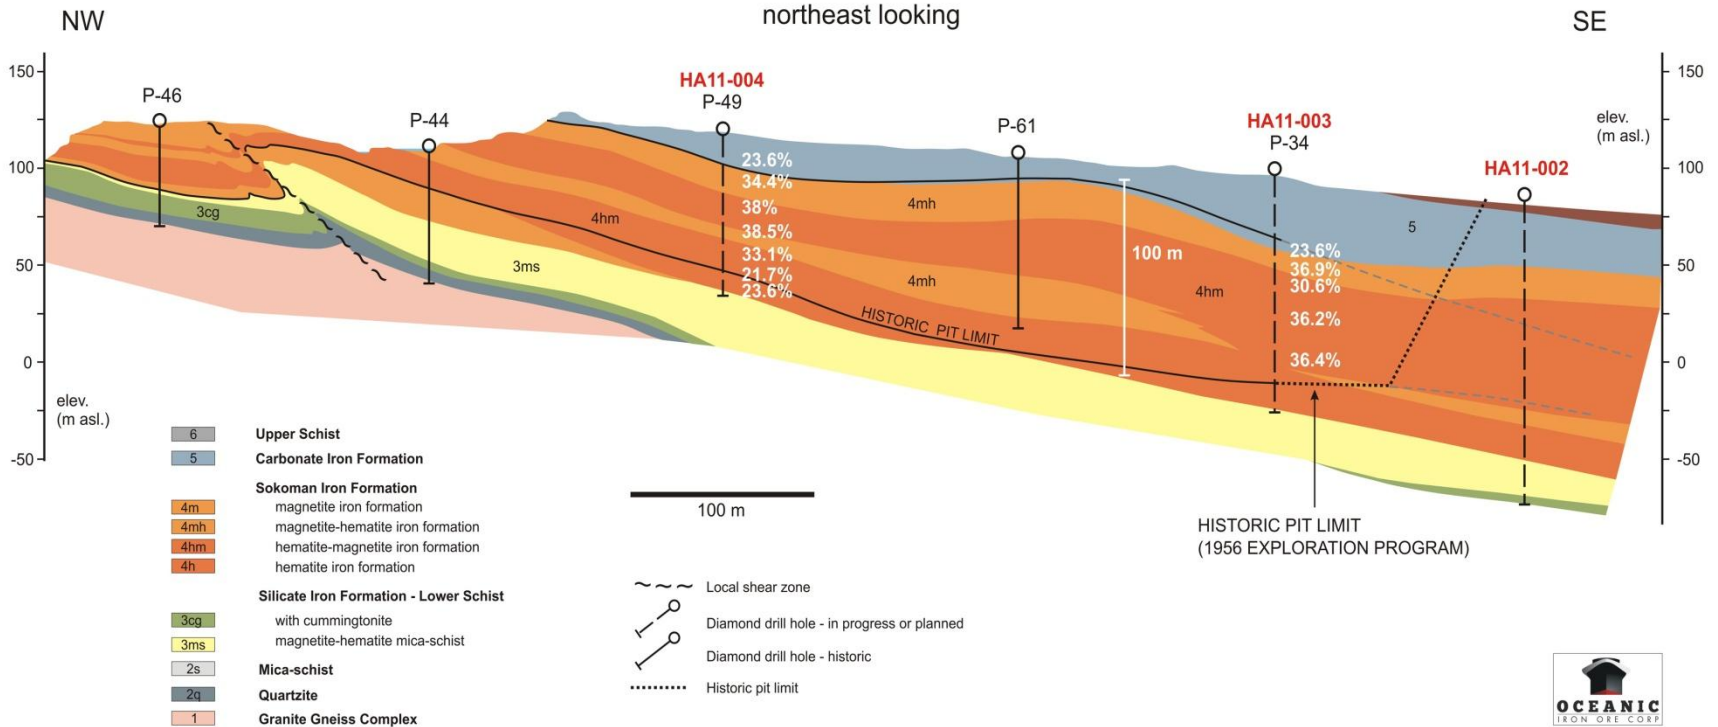 northeast looking
NW
SE
150
100
50
0
-50
elev.
(m asl.)
P-46
P-44
HA11-004
P-49
P-61
HA11-003
P-34
HA11-002
elev.
(m asl.)
150
100
50
0
-50
23.6%
34.4%
38%
38.5%
33.1%
21.7%
23.6%
23.6%
36.9%
30.6%
36.2%
36.4%
3cg
3ms
4hm
4mh
4mh
4hm
5
100 m
HISTORIC PIT LIMIT
HISTORIC PIT LIMIT
(1956 EXPLORATION PROGRAM)
6 Upper Schist
5 Carbonate Iron Formation
Sokoman Iron Formation
4m magnetite iron formation
4mh magnetite-hematite iron formation
4hm hematite-magnetite iron formation
4h hematite iron formation
Silicate Iron Formation - Lower Schist
3cg with cummingtonite
3ms magnetite-hematite mica-schist
2s Mica-schist
2q Quartzite
1 Granite Gneiss Complex
100 m
Local shear zone
Diamond drill hole - in progress or planned
Diamond drill hole - historic
Historic pit limit
OCEANIC
IRON ORE CORP